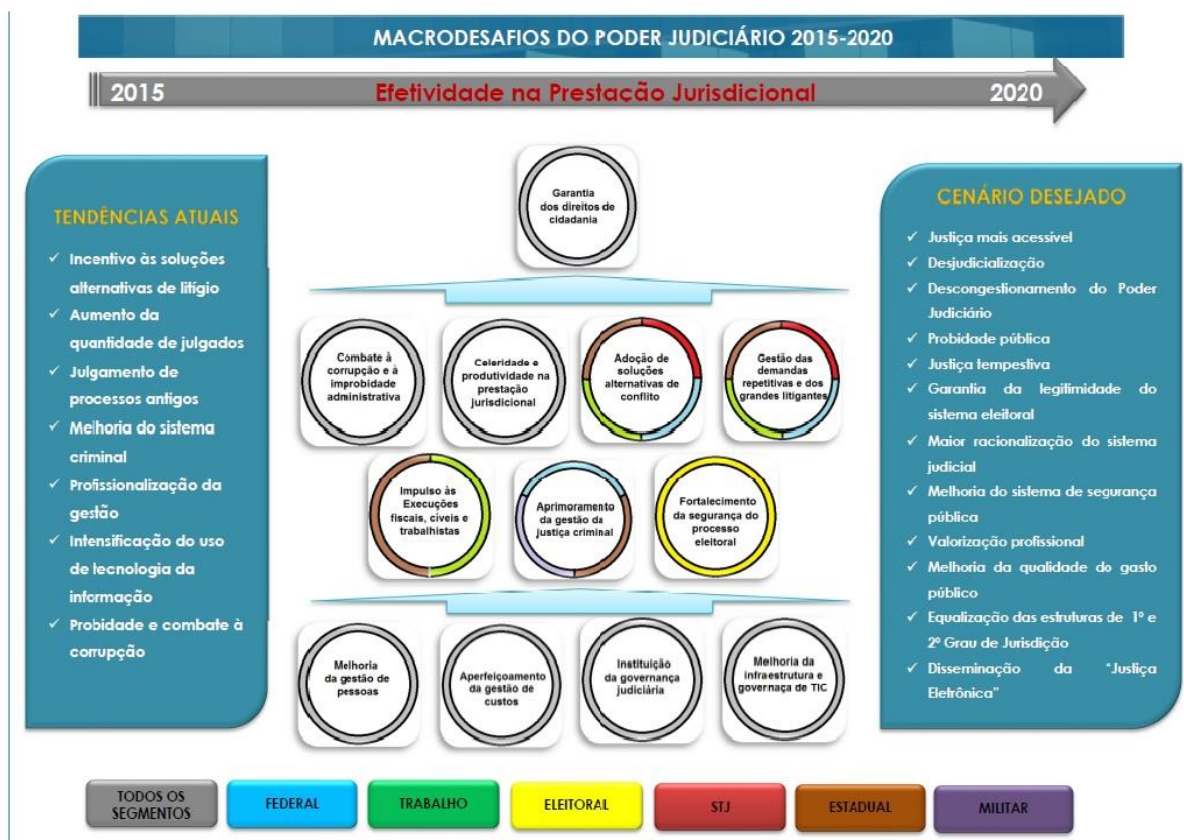 MACRODESAFIOS DO PODER JUDICIÁRIO 2015-2020
2015
Efetividade na Prestação Jurisdicional
2020
TENDÊNCIAS ATUAIS
✓ Incentivo às soluções
alternativas de litígio
✓ Aumento da
quantidade de julgados
✓ Julgamento de
processos antigos
✓ Melhoria do sistema
criminal
✓ Profissionalização da
gestão
✓ Intensificação do uso
de tecnologia da
informação
✓ Probidade e combate à
corrupção
Garantia
dos direitos de
cidadania
Combate à
corrupção e à
improbidade
administrativa
Celeridade e
produtividade na
prestação
jurisdicional
Adoção de
soluções
alternativas de
conflito
Gestão das
demandas
repetitivas e dos
grandes litigantes
Impulso às
Execuções
fiscais, cíveis e
trabalhistas
Aprimoramento
da gestão da
justiça criminal
Fortalecimento
da segurança do
processo
eleitoral
Melhoria
da gestão de
pessoas
Aperfeiçoamento
da gestão de
custos
Instituição
da governança
judiciária
Melhoria da
infraestrutura e
governaça de TIC
CENÁRIO DESEJADO
✓ Justiça mais acessível
✓ Desjudicialização
✓ Descongestionamento do Poder
Judiciário
✓ Probidade pública
✓ Justiça tempestiva
✓ Garantia da legitimidade do
sistema eleitoral
✓ Maior racionalização do sistema
judicial
✓ Melhoria do sistema de segurança
pública
✓ Valorização profissional
✓ Melhoria da qualidade do gasto
público
✓ Equalização das estruturas de 1º e
2º Grau de Jurisdição
✓ Disseminação da "Justiça
Eletrônica"
TODOS OS
SEGMENTOS
FEDERAL
TRABALHO
ELEITORAL
STJ
ESTADUAL
MILITAR